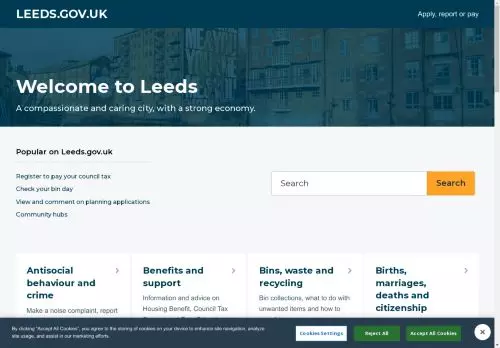 LEEDS.GOV.UK
Apply, report or pay
Welcome to Leeds
A compassionate and caring city, with a strong economy.
Popular on Leeds.gov.uk
Register to pay your council tax
Check your bin day
View and comment on planning applications
Community hubs
Search
Search
Antisocial
behaviour and
crime
Make a noise complaint, report
Benefits and
support
Information and advice on
Housing Benefit, Council Tax
Bins, waste and
recycling
Bin collections, what to do with
unwanted items and how to
Births,
marriages,
deaths and
citizenship
By clicking "Accept All Cookies", you agree to the storing of cookies on your device to enhance site navigation, analyze
site usage, and assist in our marketing efforts.
Cookies Settings
Reject All
Accept All Cookies